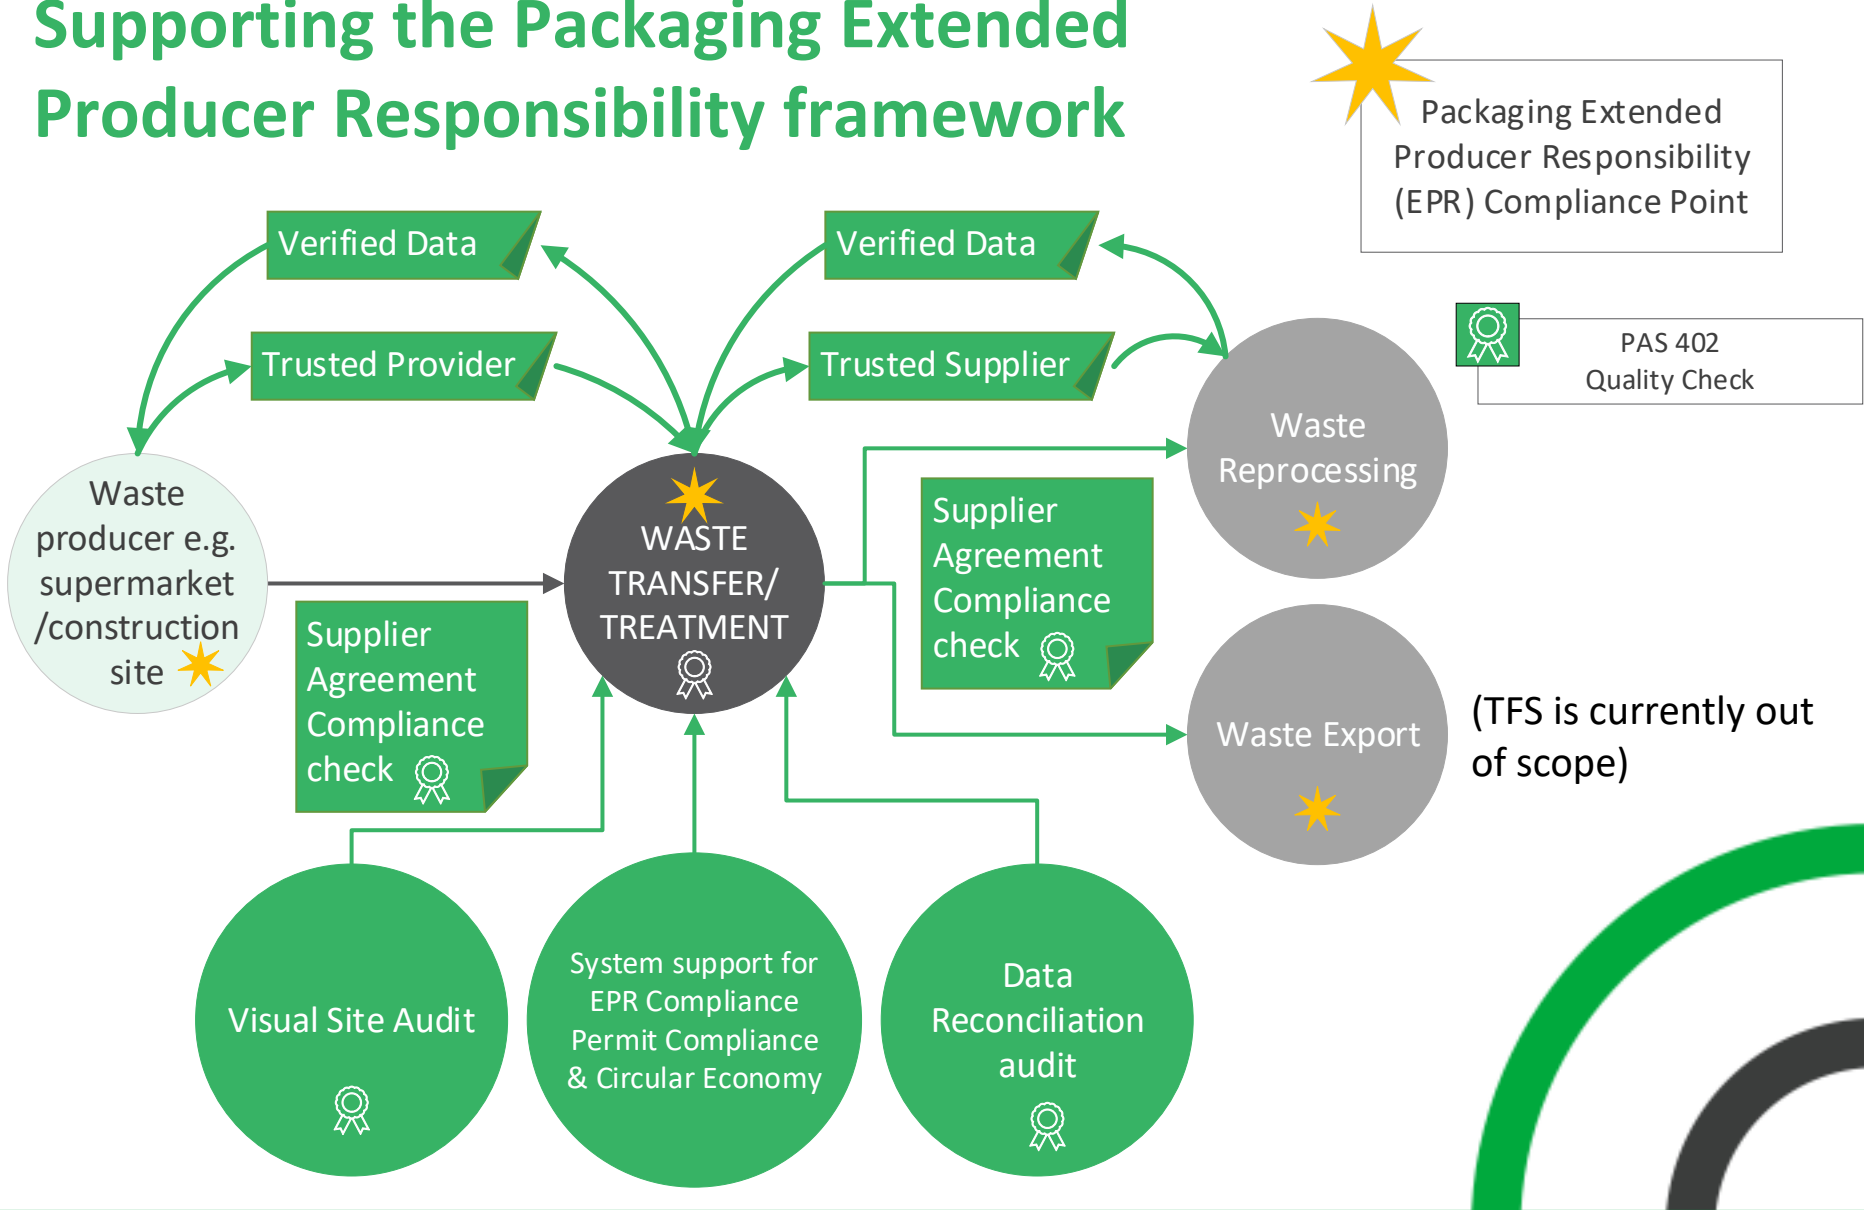 Supporting the Packaging Extended
Producer Responsibility framework
Packaging Extended
Producer Responsibility
(EPR) Compliance Point
PAS 402
Quality Check
Verified Data
Verified Data
Trusted Provider
Trusted Supplier
Waste
producer e.g.
supermarket
/construction
site
Supplier
Agreement
Compliance
check
WASTE
TRANSFER/
TREATMENT
Supplier
Agreement
Compliance
check
Waste
Reprocessing
Waste Export
(TFS is currently out
of scope)
Visual Site Audit
System support for
EPR Compliance
Permit Compliance
& Circular Economy
Data
Reconciliation
audit